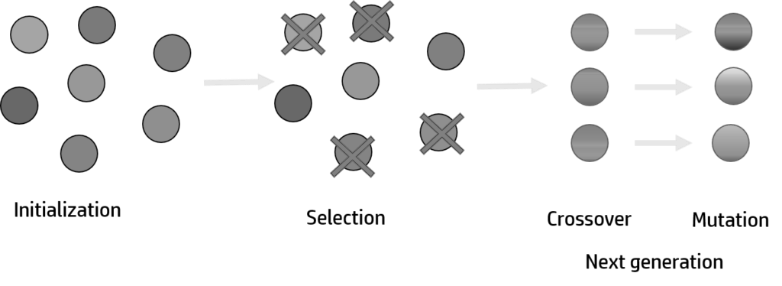 Initialization
Selection
Crossover
Mutation
Next generation